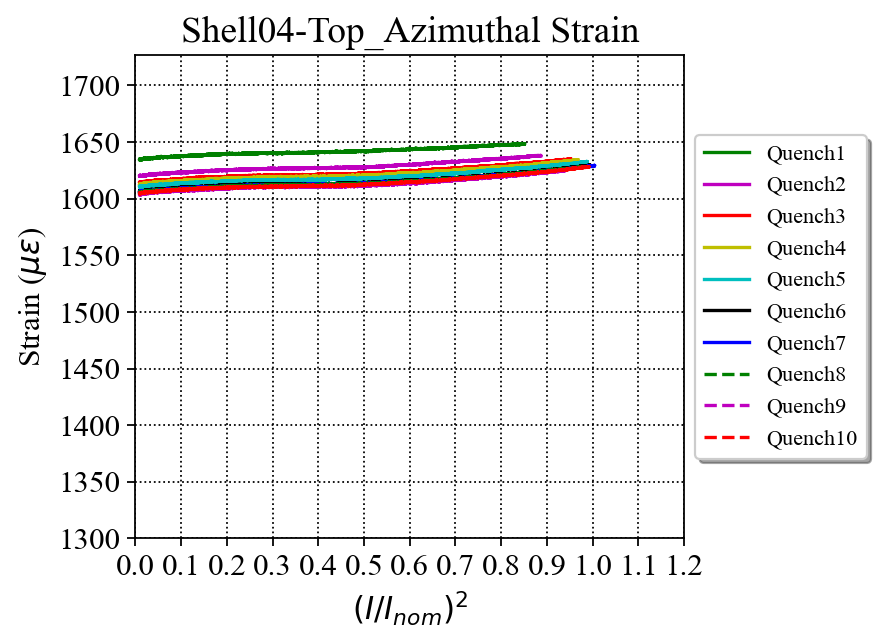 Shell04-Top_Azimuthal Strain
Strain (με)
1700
1650
1600
1550
1500
1450
1400
1350
1300
0.0 0.1 0.2 0.3 0.4 0.5 0.6 0.7 0.8 0.9 1.0 1.1 1.2
(I/I_nom)²
Quench1
Quench2
Quench3
Quench4
Quench5
Quench6
Quench7
Quench8
Quench9
Quench10